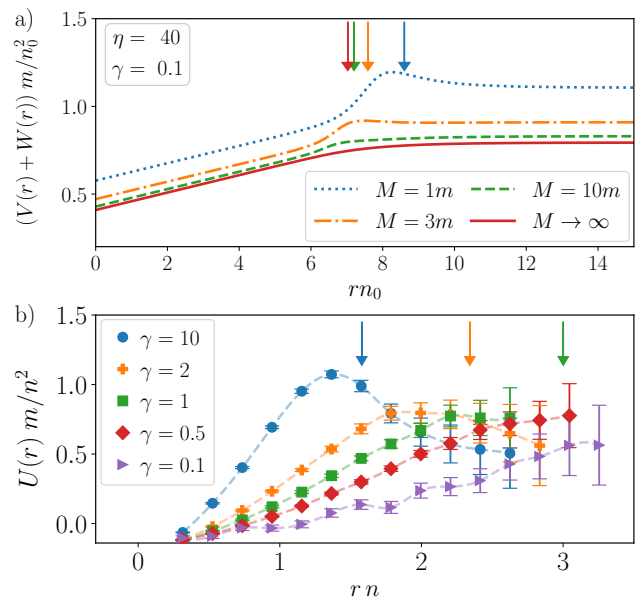 a)
(V(r) + W(r)) m/n₀²
1.5
1.0
0.5
η = 40
γ = 0.1
M = 1m
M = 3m
M = 10m
M → ∞
0 2 4 6 8 10 12 14
rn₀
b)
U(r) m/n²
1.5
1.0
0.5
0.0
γ = 10
γ = 2
γ = 1
γ = 0.5
γ = 0.1
0 1 2 3
r n